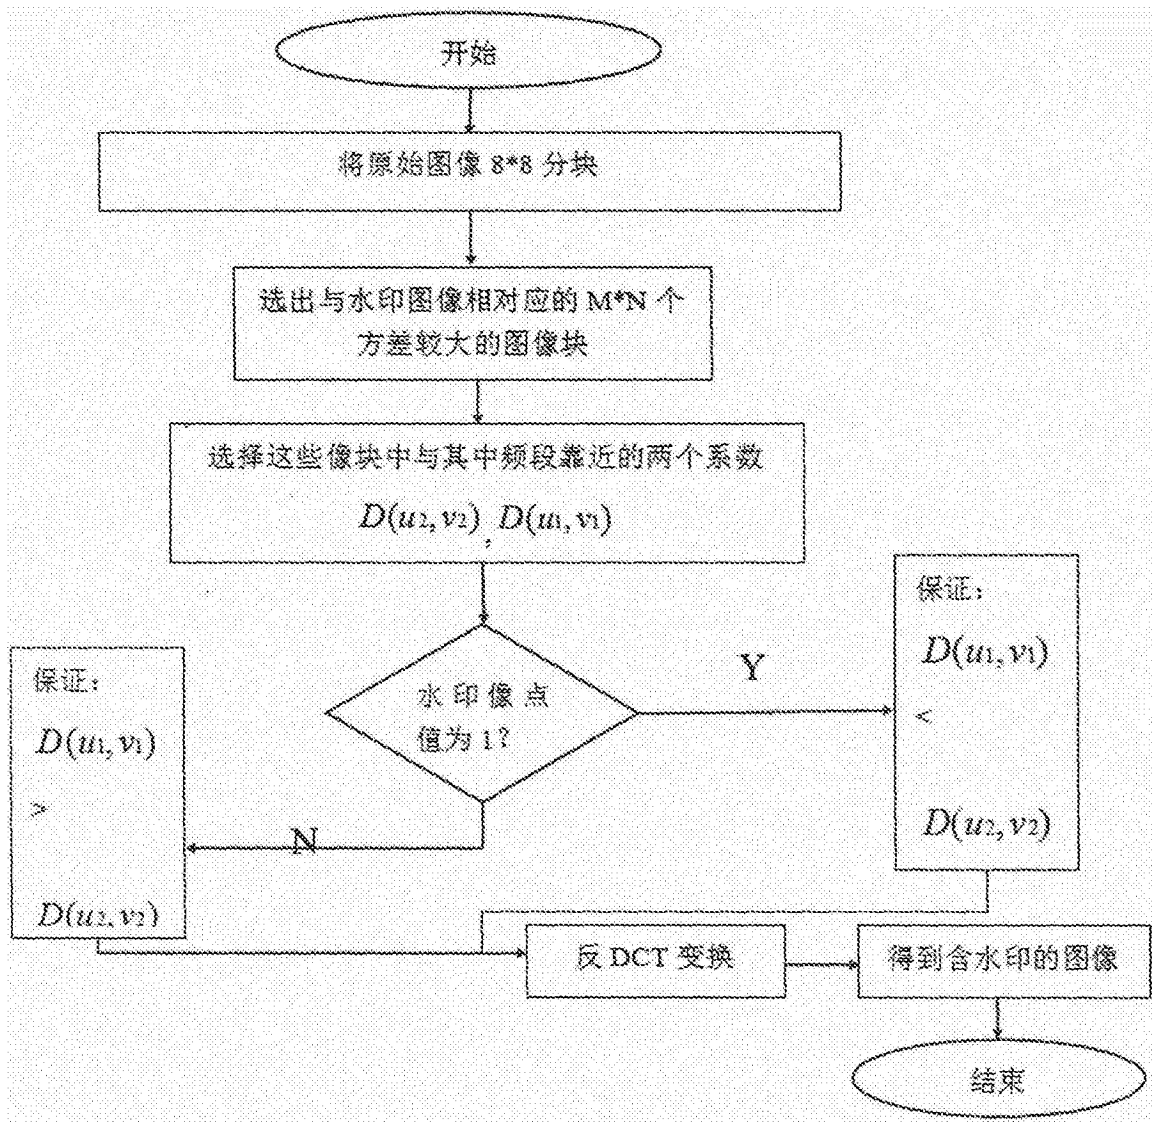 开始
将原始图像 8*8 分块
选出与水印图像相对应的 M*N 个
方差较大的图像块
选择这些像块中与其中频段靠近的两个系数
D(u2,v2) , D(u1,v1)
水印像点
值为 1?
Y
保证:
D(u1,v1)
<
D(u2,v2)
N
保证:
D(u1,v1)
>
D(u2,v2)
反 DCT 变换
得到含水印的图像
结束